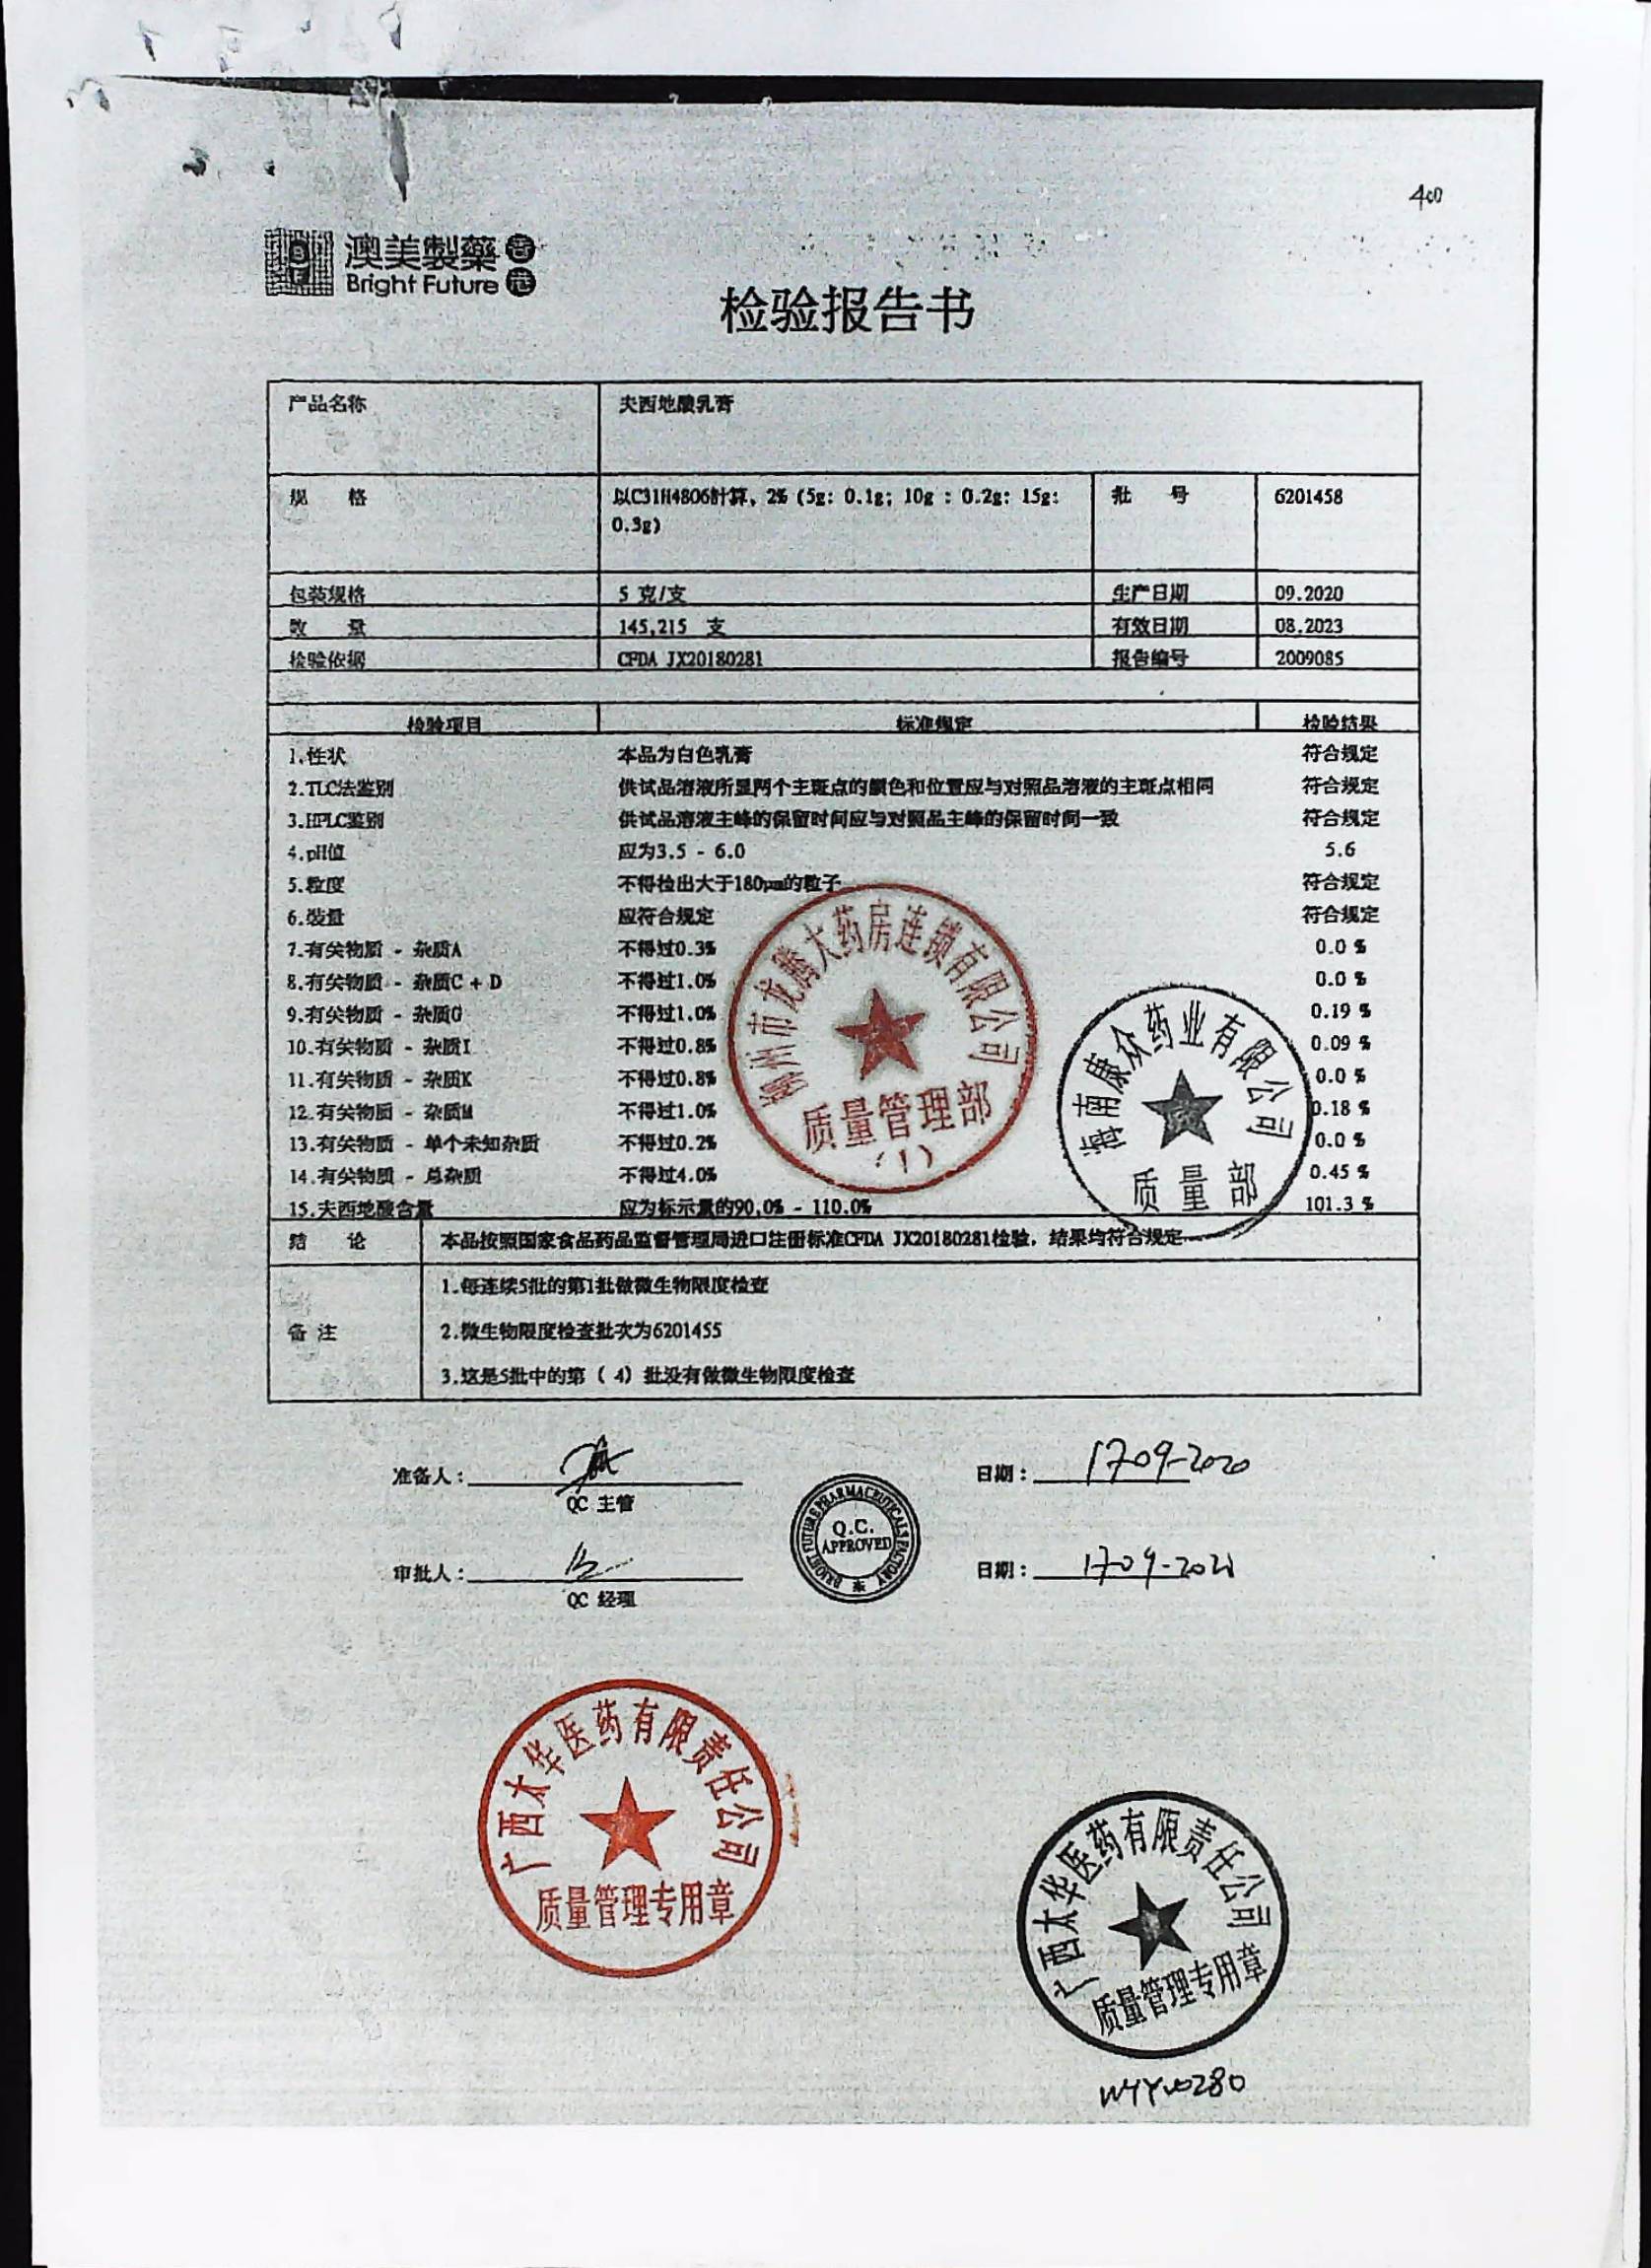 400
澳美製藥 香
Bright Future 港
检验报告书
产品名称 夫西地酸乳膏
规 格 以C31H48O6计算，2% (5g: 0.1g; 10g : 0.2g: 15g: 0.3g) 批 号 6201458
包装规格 5 克/支 生产日期 09.2020
数 量 145,215 支 有效日期 08.2023
检验依据 CFDA JX20180281 报告编号 2009085
检验项目 标准规定 检验结果
1.性状 本品为白色乳膏 符合规定
2.TLC法鉴别 供试品溶液所显两个主斑点的颜色和位置应与对照品溶液的主斑点相同 符合规定
3.HPLC鉴别 供试品溶液主峰的保留时间应与对照品主峰的保留时间一致 符合规定
4.pH值 应为3.5 - 6.0 5.6
5.粒度 不得检出大于180μm的粒子 符合规定
6.装量 应符合规定 符合规定
7.有关物质 - 杂质A 不得过0.3% 0.0 %
8.有关物质 - 杂质C + D 不得过1.0% 0.0 %
9.有关物质 - 杂质G 不得过1.0% 0.19 %
10.有关物质 - 杂质I 不得过0.8% 0.09 %
11.有关物质 - 杂质K 不得过0.8% 0.0 %
12.有关物质 - 杂质M 不得过1.0% 0.18 %
13.有关物质 - 单个未知杂质 不得过0.2% 0.0 %
14.有关物质 - 总杂质 不得过4.0% 0.45 %
15.夫西地酸含量 应为标示量的90.0% - 110.0% 101.3 %
柳州市龙腾大药房连锁有限公司
质量管理部
(1)
海南康众药业有限公司
质量部
结 论 本品按照国家食品药品监督管理局进口注册标准CFDA JX20180281检验，结果均符合规定
备 注
1.每连续5批的第1批做微生物限度检查
2.微生物限度检查批次为6201455
3.这是5批中的第（ 4）批没有做微生物限度检查
准备人： 日期： 17-09-2020
QC 主管
BRIGHT FUTURE PHARMACEUTICALS FACTORY
Q.C.
APPROVED
审批人： 日期：
QC 经理
广西太华医药有限责任公司
质量管理专用章
广西太华医药有限责任公司
质量管理专用章